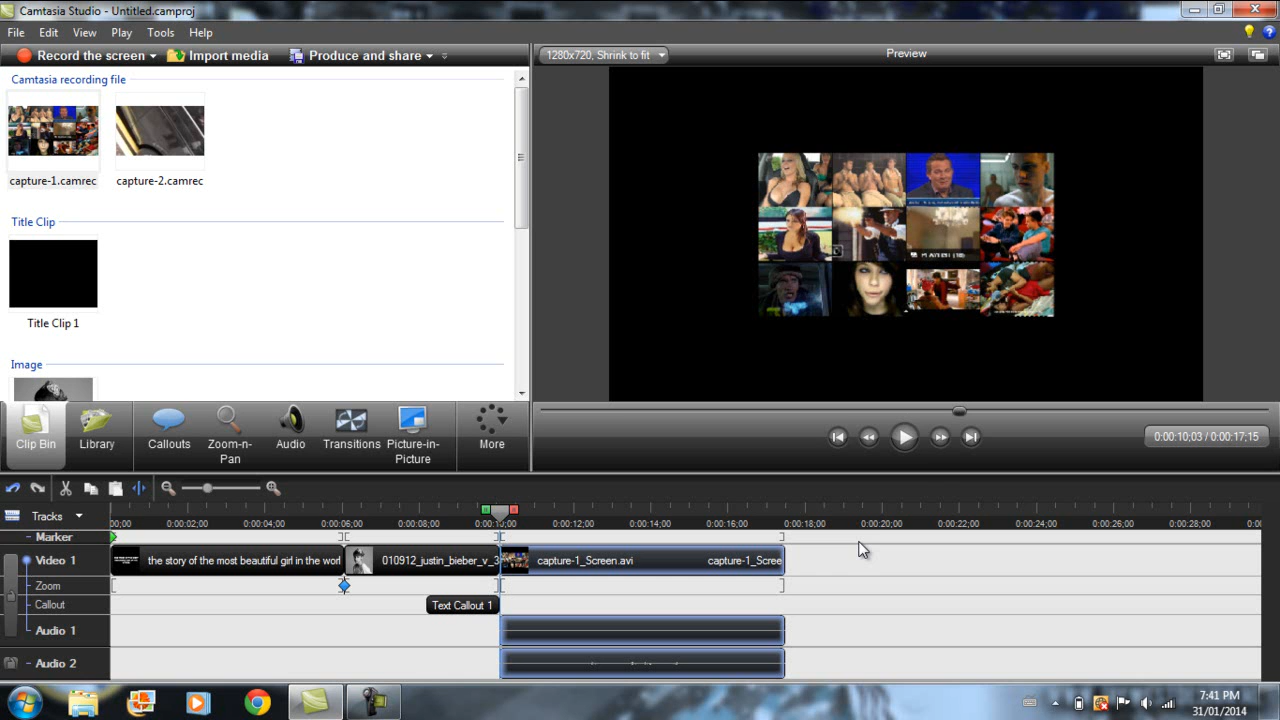 Camtasia Studio - Untitled.camproj
File Edit View Play Tools Help
Record the screen Import media Produce and share
1280x720, Shrink to fit
Preview
Camtasia recording file
capture-1.camrec capture-2.camrec
Title Clip
Title Clip 1
Image
Clip Bin Library Callouts Zoom-n-Pan Audio Transitions Picture-in-Picture More
0:00:10;03 / 0:00:17;15
Tracks
00;00 0:00:02;00 0:00:04;00 0:00:06;00 0:00:08;00 0:00:10;00 0:00:12;00 0:00:14;00 0:00:16;00 0:00:18;00 0:00:20;00 0:00:22;00 0:00:24;00 0:00:26;00 0:00:28;00 0:0
Marker
Video 1 the story of the most beautiful girl in the worl 010912_justin_bieber_v_3 capture-1_Screen.avi capture-1_Scree
Zoom
Callout Text Callout 1
Audio 1
Audio 2
7:41 PM
31/01/2014